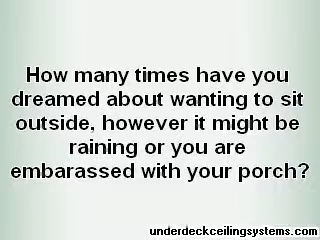 How many times have you
dreamed about wanting to sit
outside, however it might be
raining or you are
embarassed with your porch?
underdeckceilingsystems.com